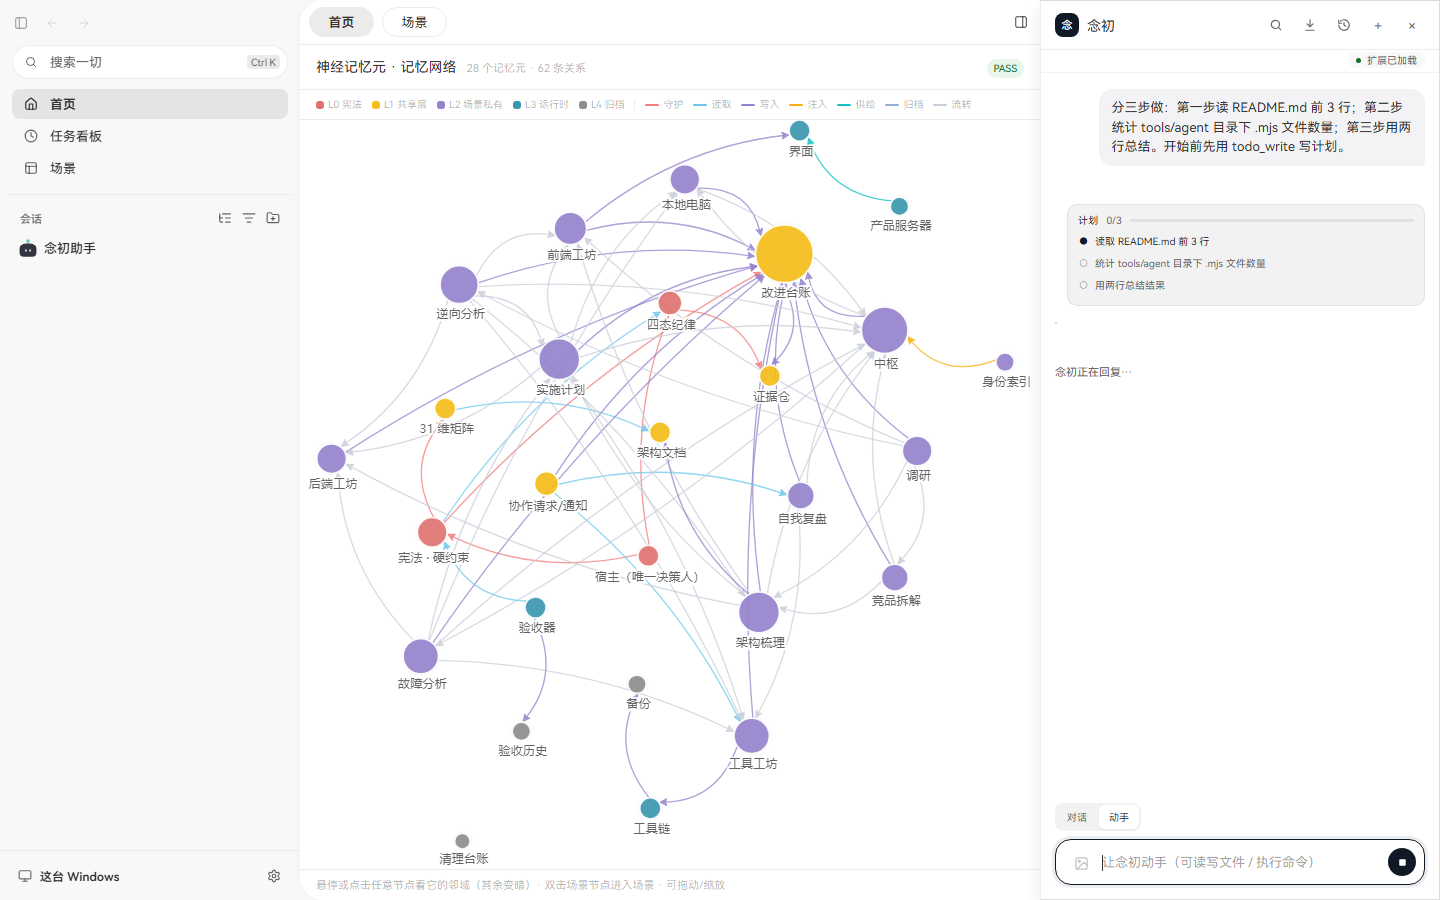 搜索一切
Ctrl K
首页
任务看板
场景
会话
念初助手
这台 Windows
首页
场景
神经记忆元 · 记忆网络
28 个记忆元 · 62 条关系
PASS
L0 宪法
L1 共享层
L2 场景私有
L3 运行时
L4 归档
守护
读取
写入
注入
供给
归档
流转
界面
本地电脑
产品服务器
前端工坊
改进台账
逆向分析
四态纪律
中枢
身份索引
实施计划
证据仓
31 维矩阵
架构文档
后端工坊
调研
协作请求/通知
自我复盘
宪法 · 硬约束
宿主（唯一决策人）
竞品拆解
验收器
架构梳理
故障分析
备份
验收历史
工具工坊
工具链
清理台账
悬停或点击任意节点看它的邻域（其余变暗） · 双击场景节点进入场景 · 可拖动/缩放
念
念初
扩展已加载
分三步做：第一步读 README.md 前 3 行；第二步
统计 tools/agent 目录下 .mjs 文件数量；第三步用两
行总结。开始前先用 todo_write 写计划。
计划 0/3
读取 README.md 前 3 行
统计 tools/agent 目录下 .mjs 文件数量
用两行总结结果
念初正在回复···
对话
动手
让念初动手（可读写文件 / 执行命令）